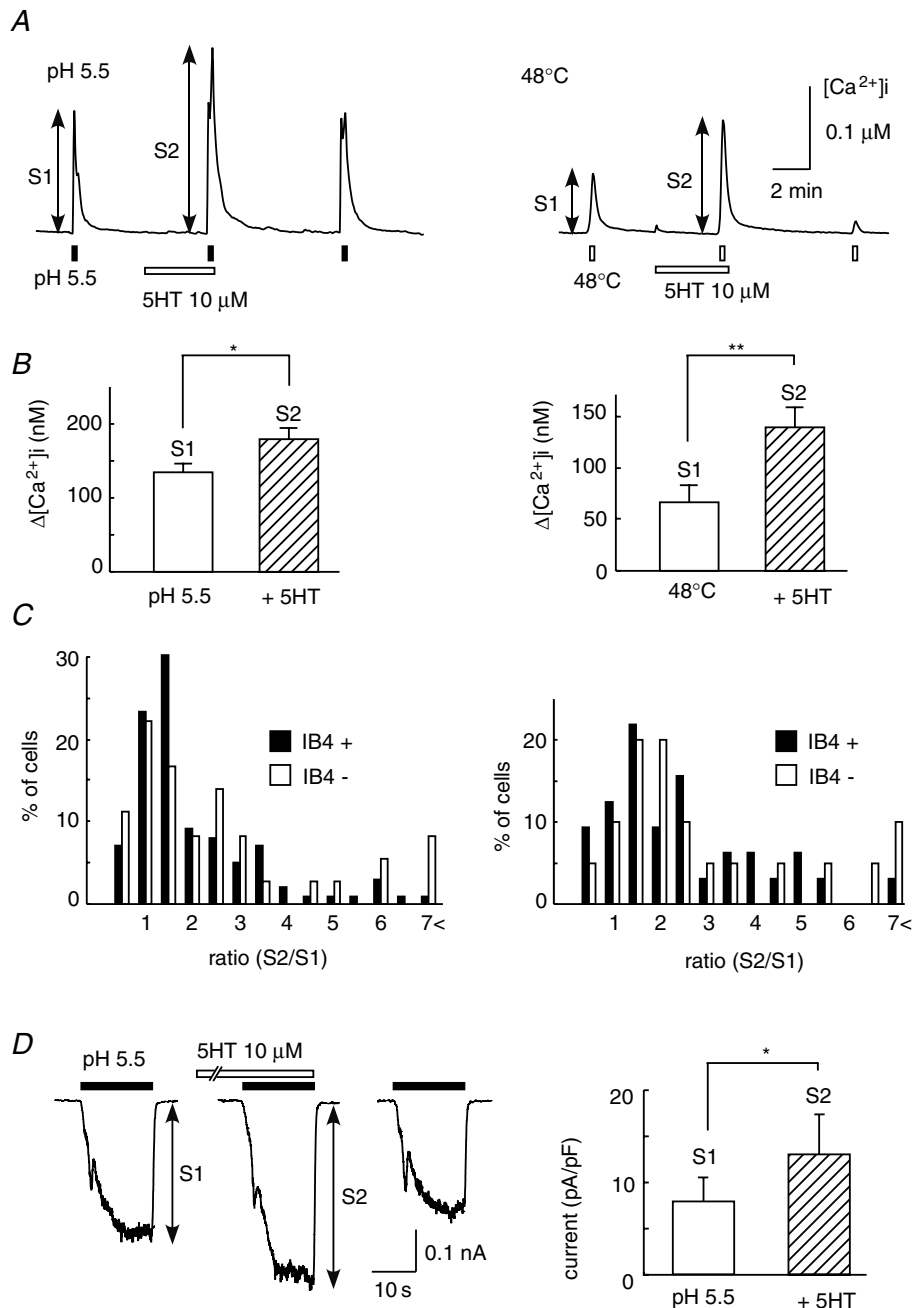 A
pH 5.5
S1
S2
pH 5.5
5HT 10 μM
48°C
[Ca²⁺]i
0.1 μM
2 min
S1
S2
48°C
5HT 10 μM
B
*
Δ[Ca²⁺]i (nM)
200
100
0
S1
S2
pH 5.5
+ 5HT
**
Δ[Ca²⁺]i (nM)
150
100
50
0
S1
S2
48°C
+ 5HT
C
% of cells
30
20
10
0
IB4 +
IB4 -
1 2 3 4 5 6 7<
ratio (S2/S1)
% of cells
20
10
0
IB4 +
IB4 -
1 2 3 4 5 6 7<
ratio (S2/S1)
D
pH 5.5
5HT 10 μM
S1
S2
0.1 nA
10 s
*
current (pA/pF)
20
10
0
S1
S2
pH 5.5
+ 5HT